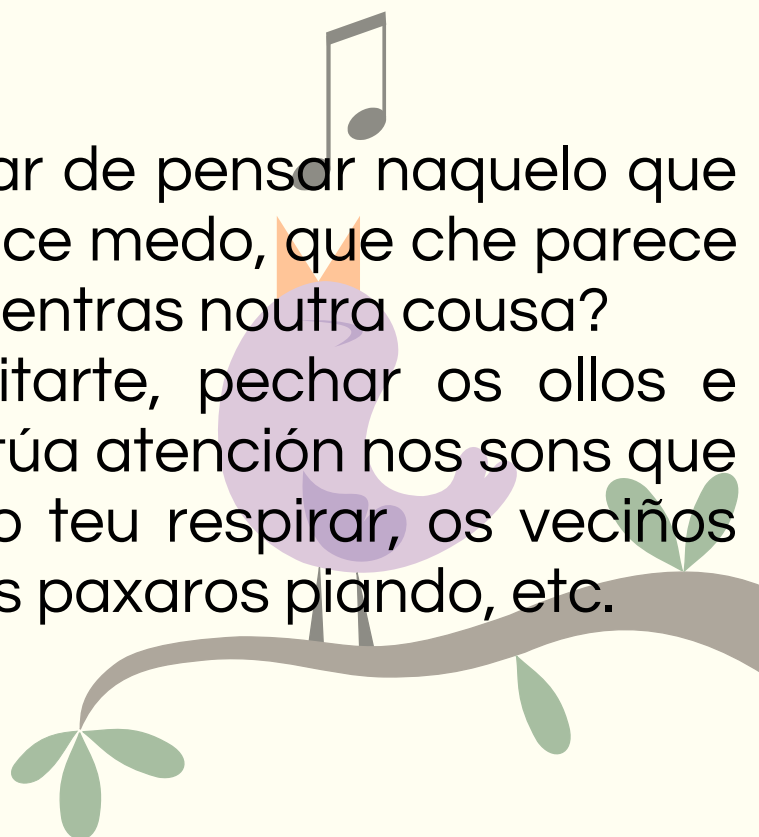 ar de pensar naquelo que
ce medo, que che parece
entras noutra cousa?
itarte, pechar os ollos e
túa atención nos sons que
o teu respirar, os veciños
s paxaros piando, etc.